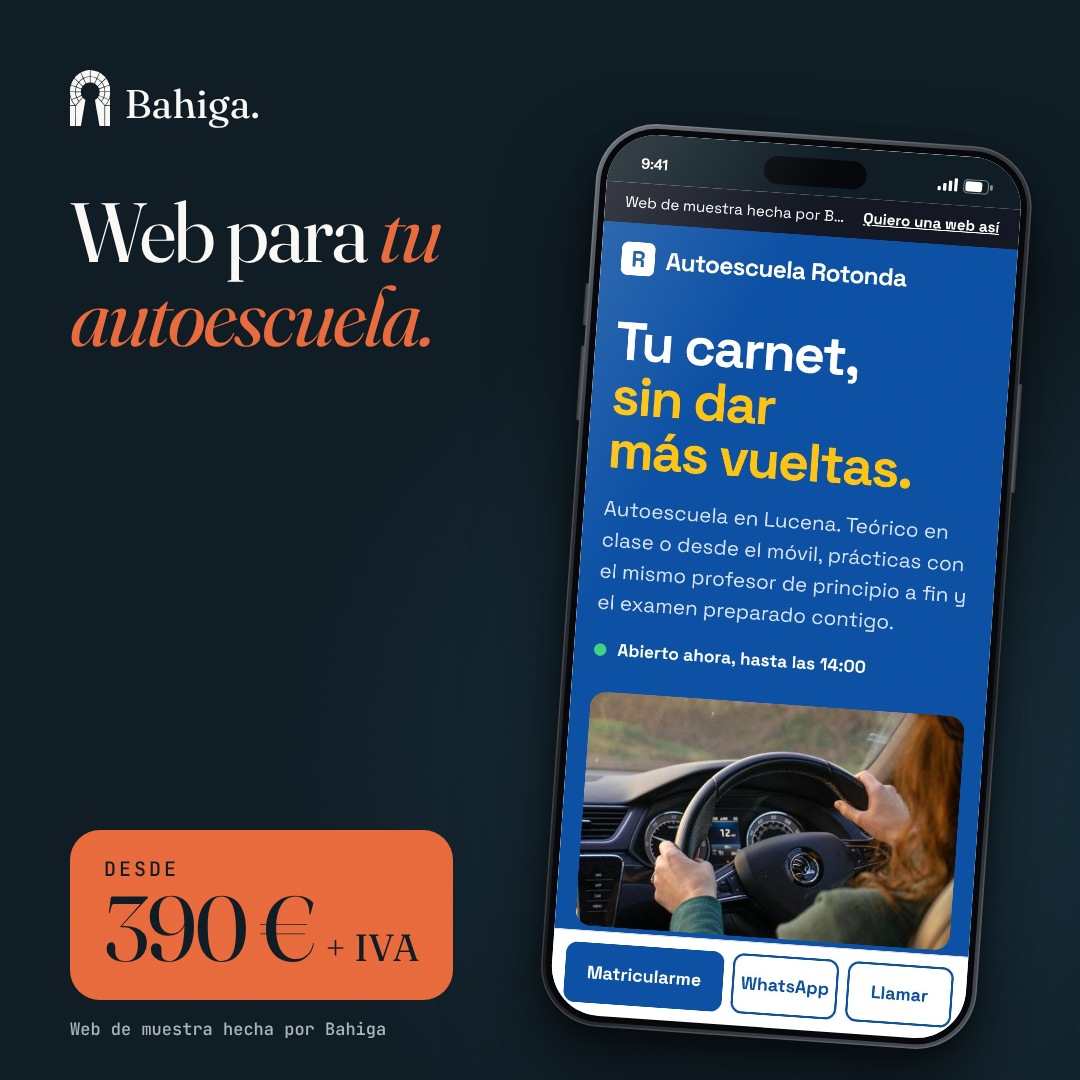 Bahiga.
Web para tu
autoescuela.
DESDE
390 € + IVA
Web de muestra hecha por Bahiga
9:41
Web de muestra hecha por B... Quiero una web así
R Autoescuela Rotonda
Tu carnet,
sin dar
más vueltas.
Autoescuela en Lucena. Teórico en
clase o desde el móvil, prácticas con
el mismo profesor de principio a fin y
el examen preparado contigo.
Abierto ahora, hasta las 14:00
Matricularme WhatsApp Llamar